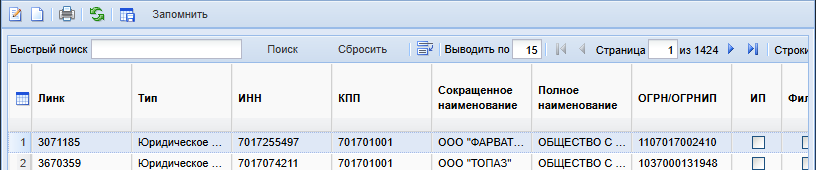 Запомнить
Быстрый поиск Поиск Сбросить Выводить по 15 Страница 1 из 1424 Строки
Линк Тип ИНН КПП Сокращенное наименование Полное наименование ОГРН/ОГРНИП ИП Фил
1 3071185 Юридическое ... 7017255497 701701001 ООО "ФАРВАТ... ОБЩЕСТВО С ... 1107017002410
2 3670359 Юридическое ... 7017074211 701701001 ООО "ТОПАЗ" ОБЩЕСТВО С ... 1037000131948